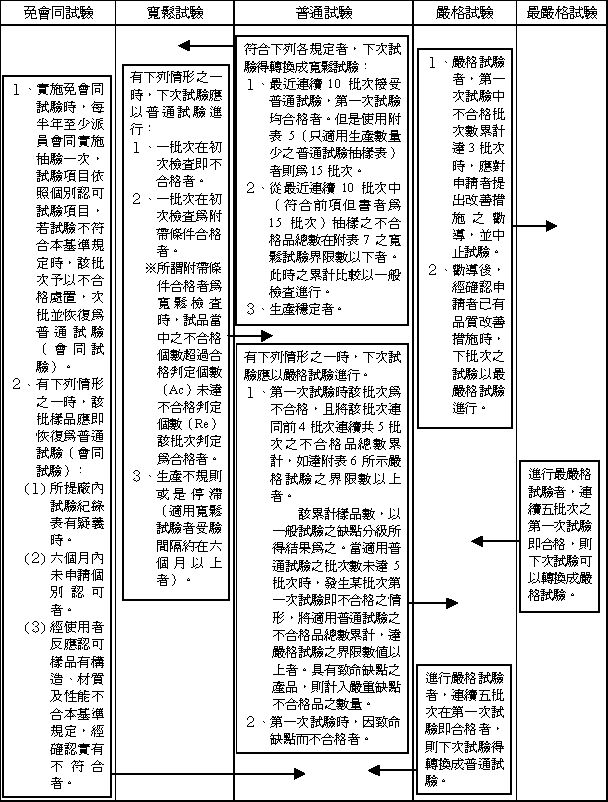 免會同試驗
寬鬆試驗
普通試驗
嚴格試驗
最嚴格試驗
1、實施免會同
試驗時，每
半年至少派
員會同實施
抽驗一次，
試驗項目依
照個別認可
試驗項目，
若試驗不符
合本基準規
定時，該批
次予以不合
格處置，次
批並恢復為
普通試驗
（會同試
驗）。
2、有下列情形
之一時，該
批樣品應即
恢復為普通
試驗（會同
試驗）：
(1)所提廠內
試驗紀錄
表有疑義
時。
(2)六個月內
未申請個
別認可
者。
(3)經使用者
反應認可
樣品有構
造、材質
及性能不
合本基準
規定，經
確認實有
不符合
者。
有下列情形之一
時，下次試驗應
以普通試驗進
行：
1、一批次在初
次檢查即不
合格者。
2、一批次在初
次檢查為附
帶條件合格
者。
※所謂附帶條
件合格者為
寬鬆檢查
時，試品當
中之不合格
個數超過合
格判定個數
（Ac）未達
不合格判定
個數（Re）
該批次判定
為合格者。
3、生產不規則
或是停滯
（適用寬鬆
試驗者受驗
間隔約在六
個月以上
者）。
符合下列各規定者，下次試
驗得轉換成寬鬆試驗：
1、最近連續 10 批次接受
普通試驗，第一次試驗
均合格者。但是使用附
表 5（只適用生產數量
少之普通試驗抽樣表）
者則為 15 批次。
2、從最近連續 10 批次中
（符合前項但書者為
15 批次）抽樣之不合
格品總數在附表 7 之寬
鬆試驗界限數以下者。
此時之累計比較以一般
檢查進行。
3、生產穩定者。
有下列情形之一時，下次試
驗應以嚴格試驗進行。
1、第一次試驗時該批次為
不合格，且將該批次連
同前 4 批次連續共 5 批
次之不合格品總數累
計，如達附表 6 所示嚴
格試驗之界限數以上
者。
該累計樣品數，以
一般試驗之缺點分級所
得結果為之。當適用普
通試驗之批次數未達 5
批次時，發生某批次第
一次試驗即不合格之情
形，將適用普通試驗之
不合格品總數累計，達
嚴格試驗之界限數值以
上者。具有致命缺點之
產品，則計入嚴重缺點
不合格品之數量。
2、第一次試驗時，因致命
缺點而不合格者。
1、嚴格試驗
者，第一
次試驗中
不合格批
次數累計
達 3 批次
時，應對
申請者提
出改善措
施之勸
導，並中
止試驗。
2、勸導後，
經確認申
請者已有
品質改善
措施時，
下批次之
試驗以最
嚴格試驗
進行。
進行嚴格試驗
者，連續五批
次在第一次試
驗即合格者，
則下次試驗得
轉換成普通試
驗。
進行最嚴格
試驗者，連
續五批次之
第一次試驗
即合格，則
下次試驗可
以轉換成嚴
格試驗。